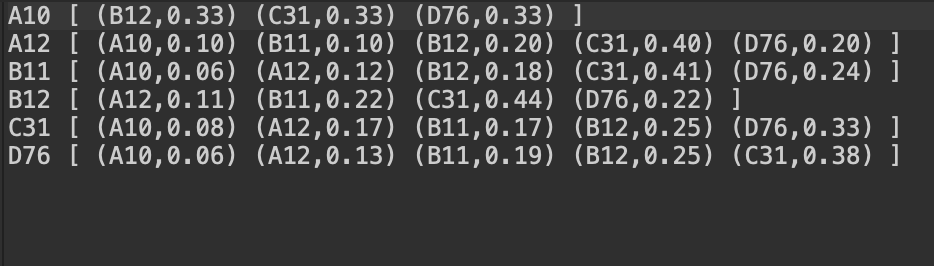 A10 [ (B12,0.33) (C31,0.33) (D76,0.33) ]
A12 [ (A10,0.10) (B11,0.10) (B12,0.20) (C31,0.40) (D76,0.20) ]
B11 [ (A10,0.06) (A12,0.12) (B12,0.18) (C31,0.41) (D76,0.24) ]
B12 [ (A12,0.11) (B11,0.22) (C31,0.44) (D76,0.22) ]
C31 [ (A10,0.08) (A12,0.17) (B11,0.17) (B12,0.25) (D76,0.33) ]
D76 [ (A10,0.06) (A12,0.13) (B11,0.19) (B12,0.25) (C31,0.38) ]